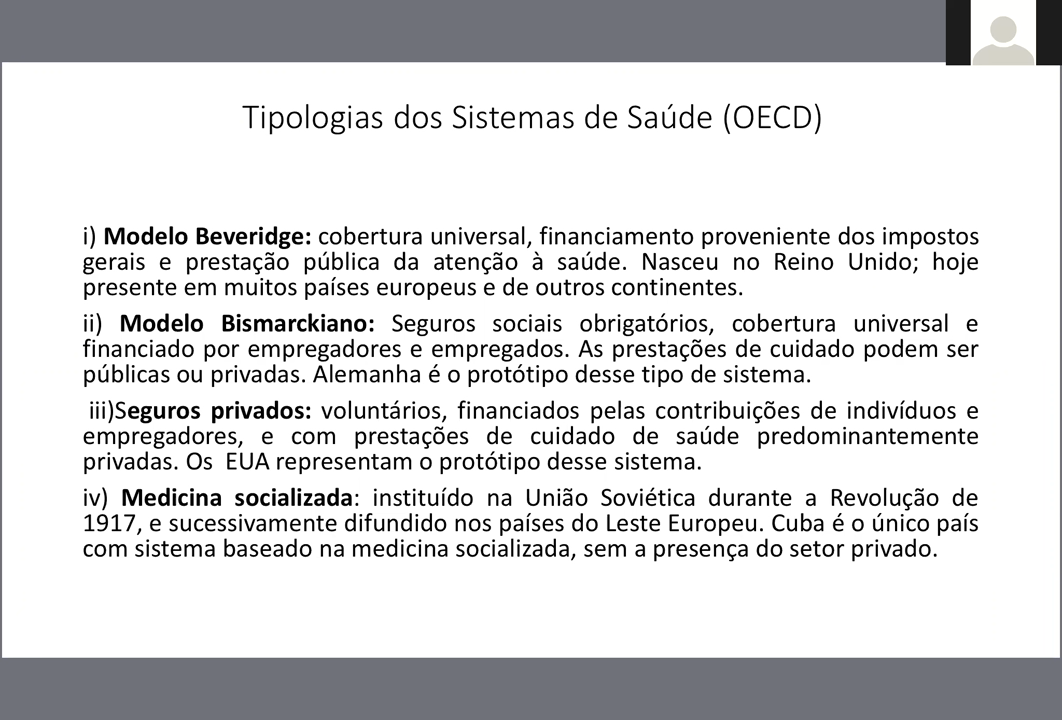 Tipologias dos Sistemas de Saúde (OECD)
i) Modelo Beveridge: cobertura universal, financiamento proveniente dos impostos
gerais e prestação pública da atenção à saúde. Nasceu no Reino Unido; hoje
presente em muitos países europeus e de outros continentes.
ii) Modelo Bismarckiano: Seguros sociais obrigatórios, cobertura universal e
financiado por empregadores e empregados. As prestações de cuidado podem ser
públicas ou privadas. Alemanha é o protótipo desse tipo de sistema.
iii)Seguros privados: voluntários, financiados pelas contribuições de indivíduos e
empregadores, e com prestações de cuidado de saúde predominantemente
privadas. Os EUA representam o protótipo desse sistema.
iv) Medicina socializada: instituído na União Soviética durante a Revolução de
1917, e sucessivamente difundido nos países do Leste Europeu. Cuba é o único país
com sistema baseado na medicina socializada, sem a presença do setor privado.